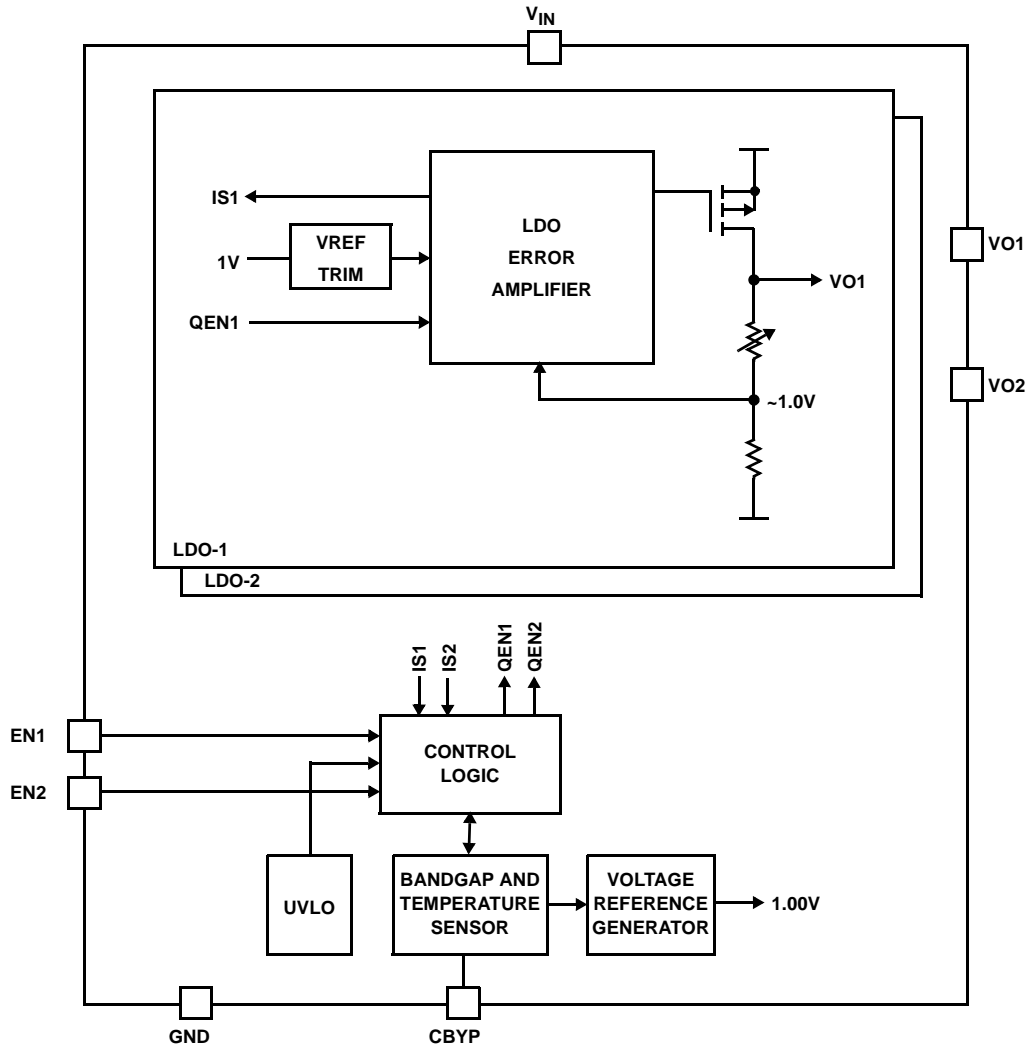 VIN
IS1
1V
VREF
TRIM
QEN1
LDO
ERROR
AMPLIFIER
VO1
~1.0V
LDO-1
LDO-2
VO1
VO2
IS1
IS2
QEN1
QEN2
EN1
EN2
CONTROL
LOGIC
UVLO
BANDGAP AND
TEMPERATURE
SENSOR
VOLTAGE
REFERENCE
GENERATOR
1.00V
GND
CBYP